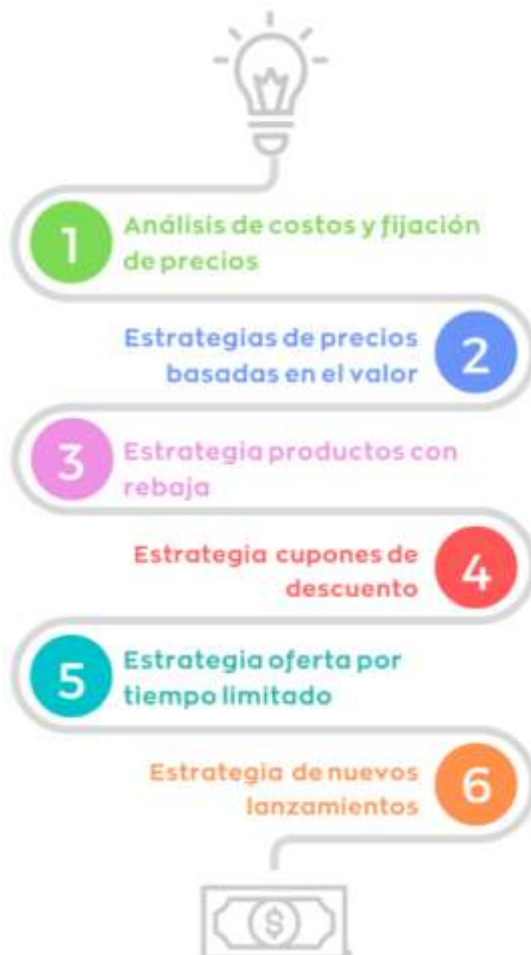 1
Análisis de costos y fijación
de precios
Estrategias de precios
basadas en el valor
2
3
Estrategia productos con
rebaja
Estrategia cupones de
descuento
4
5
Estrategia oferta por
tiempo limitado
Estrategia de nuevos
lanzamientos
6
$